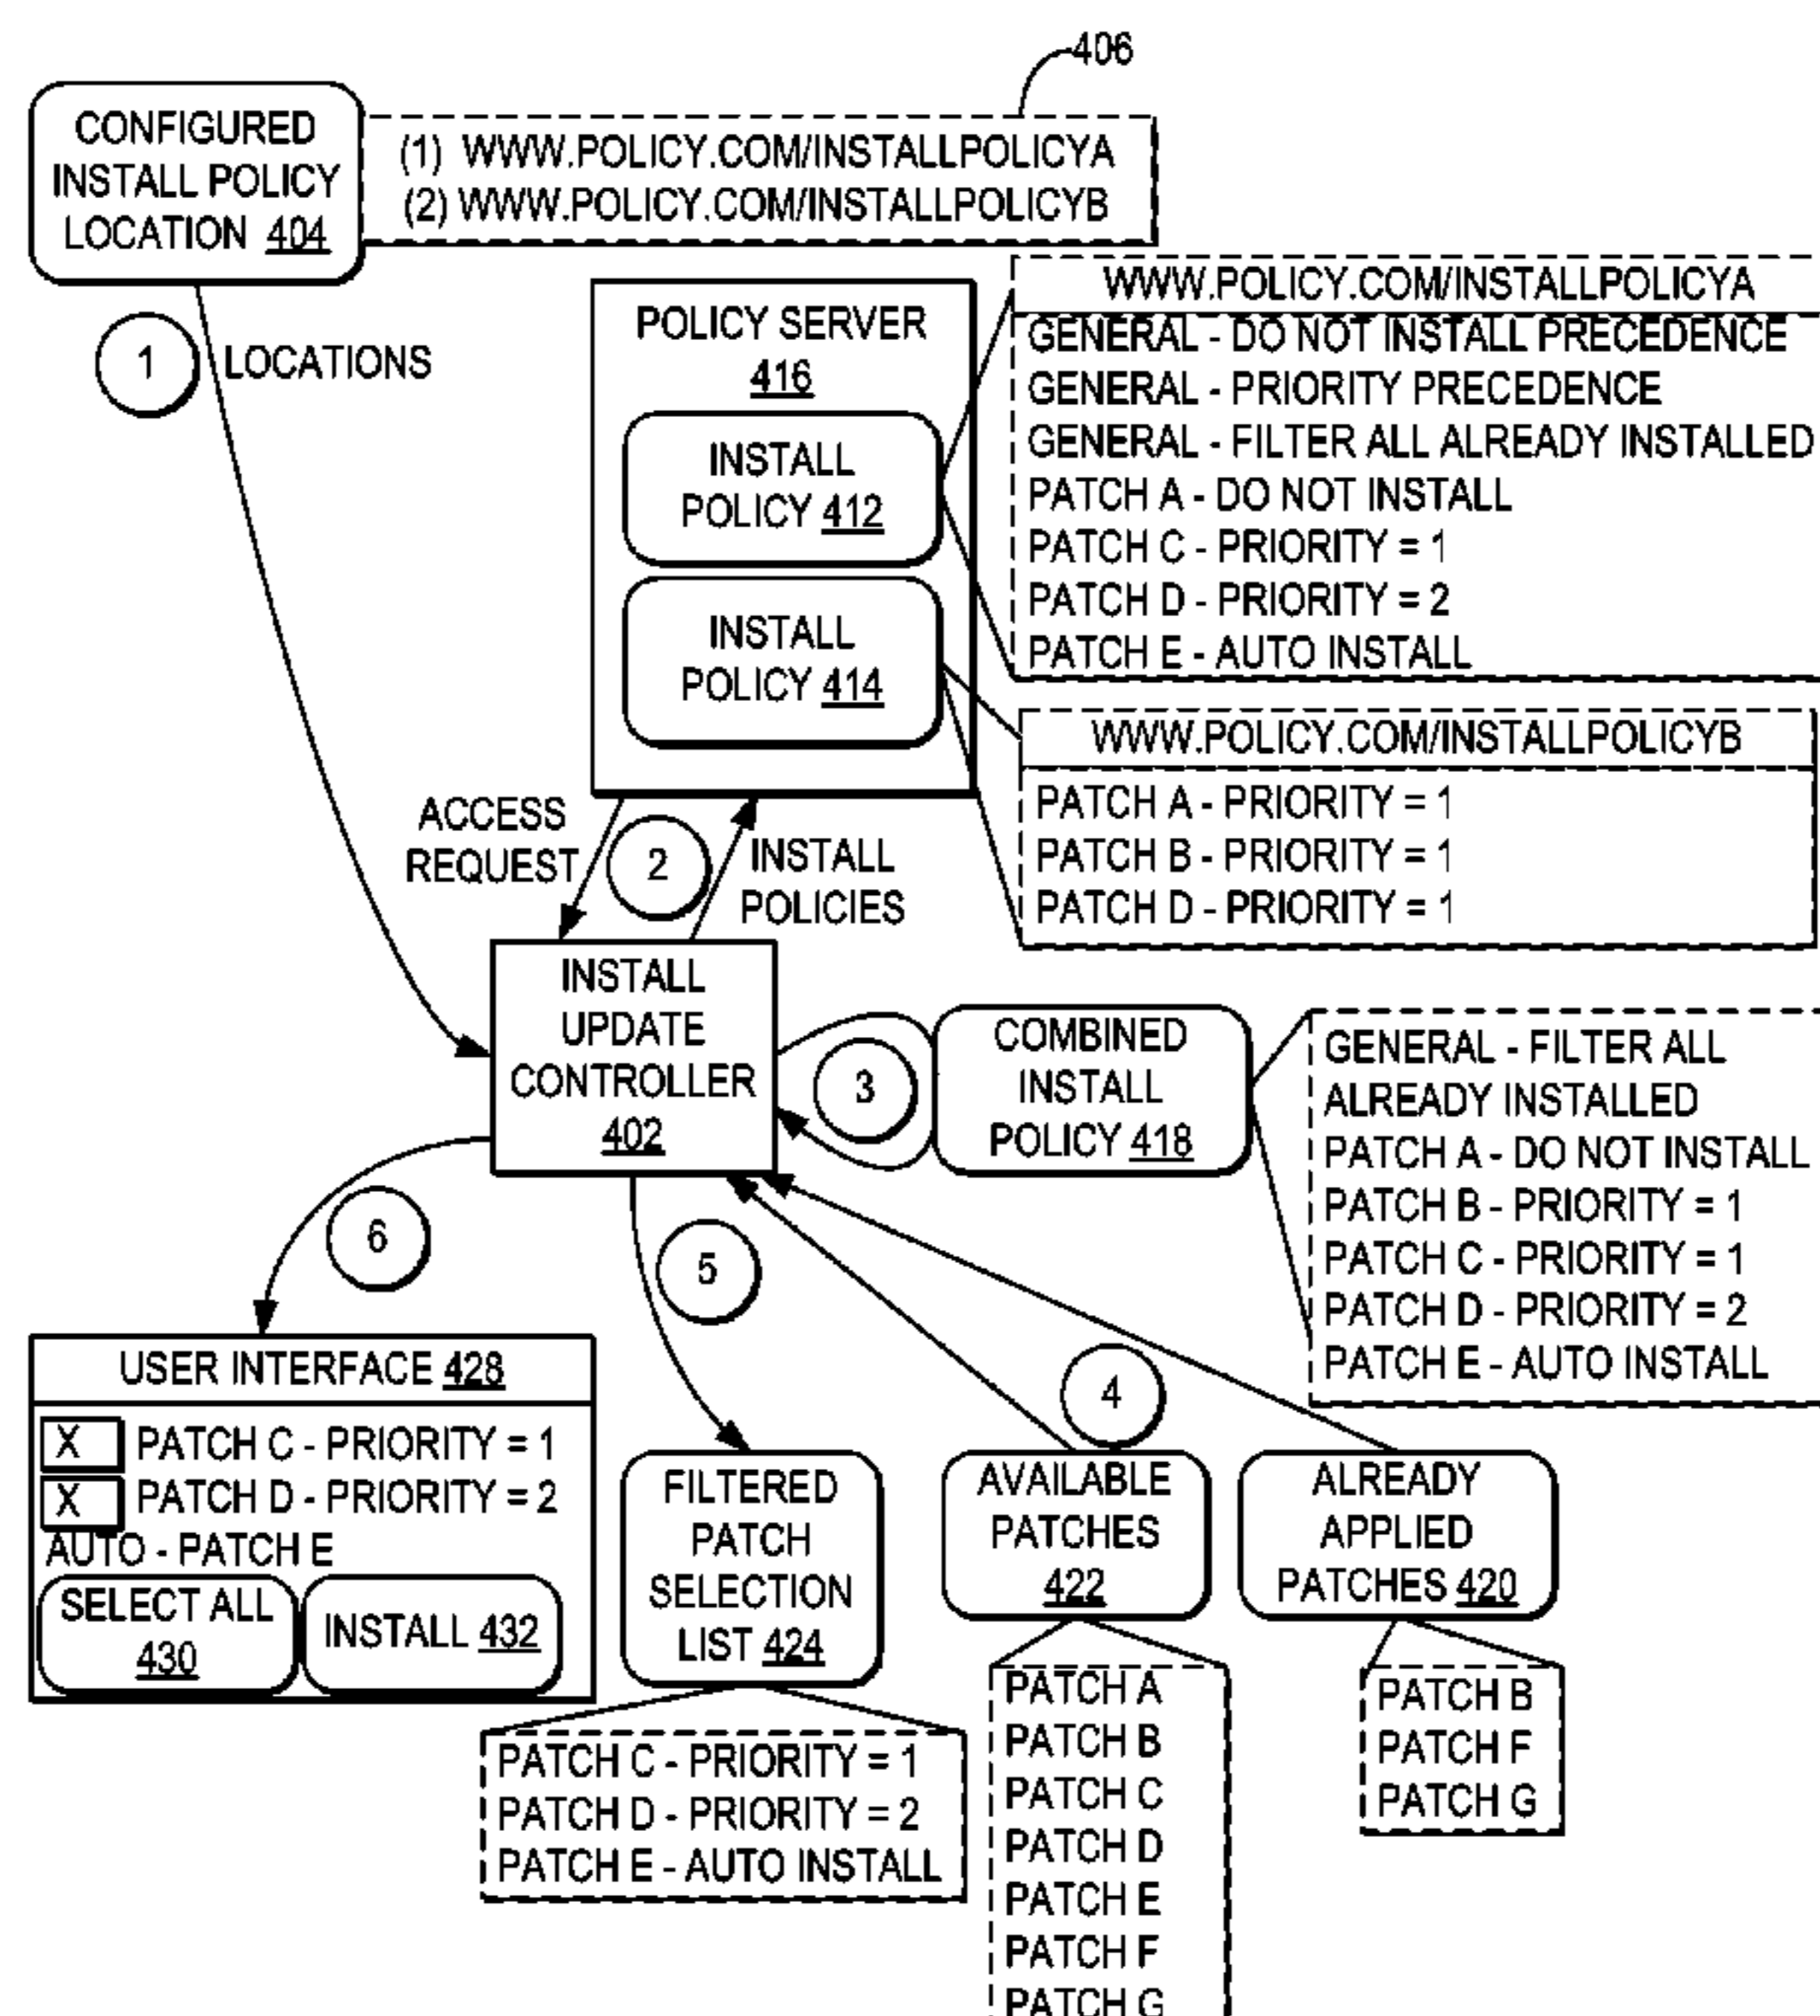 406
CONFIGURED
INSTALL POLICY
LOCATION 404
(1) WWW.POLICY.COM/INSTALLPOLICYA
(2) WWW.POLICY.COM/INSTALLPOLICYB
1
LOCATIONS
POLICY SERVER
416
INSTALL
POLICY 412
INSTALL
POLICY 414
WWW.POLICY.COM/INSTALLPOLICYA
GENERAL - DO NOT INSTALL PRECEDENCE
GENERAL - PRIORITY PRECEDENCE
GENERAL - FILTER ALL ALREADY INSTALLED
PATCH A - DO NOT INSTALL
PATCH C - PRIORITY = 1
PATCH D - PRIORITY = 2
PATCH E - AUTO INSTALL
WWW.POLICY.COM/INSTALLPOLICYB
PATCH A - PRIORITY = 1
PATCH B - PRIORITY = 1
PATCH D - PRIORITY = 1
ACCESS
REQUEST
2
INSTALL
POLICIES
INSTALL
UPDATE
CONTROLLER
402
3
COMBINED
INSTALL
POLICY 418
GENERAL - FILTER ALL
ALREADY INSTALLED
PATCH A - DO NOT INSTALL
PATCH B - PRIORITY = 1
PATCH C - PRIORITY = 1
PATCH D - PRIORITY = 2
PATCH E - AUTO INSTALL
6
5
4
USER INTERFACE 428
X PATCH C - PRIORITY = 1
X PATCH D - PRIORITY = 2
AUTO - PATCH E
SELECT ALL
430
INSTALL 432
FILTERED
PATCH
SELECTION
LIST 424
PATCH C - PRIORITY = 1
PATCH D - PRIORITY = 2
PATCH E - AUTO INSTALL
AVAILABLE
PATCHES
422
PATCH A
PATCH B
PATCH C
PATCH D
PATCH E
PATCH F
PATCH G
ALREADY
APPLIED
PATCHES 420
PATCH B
PATCH F
PATCH G